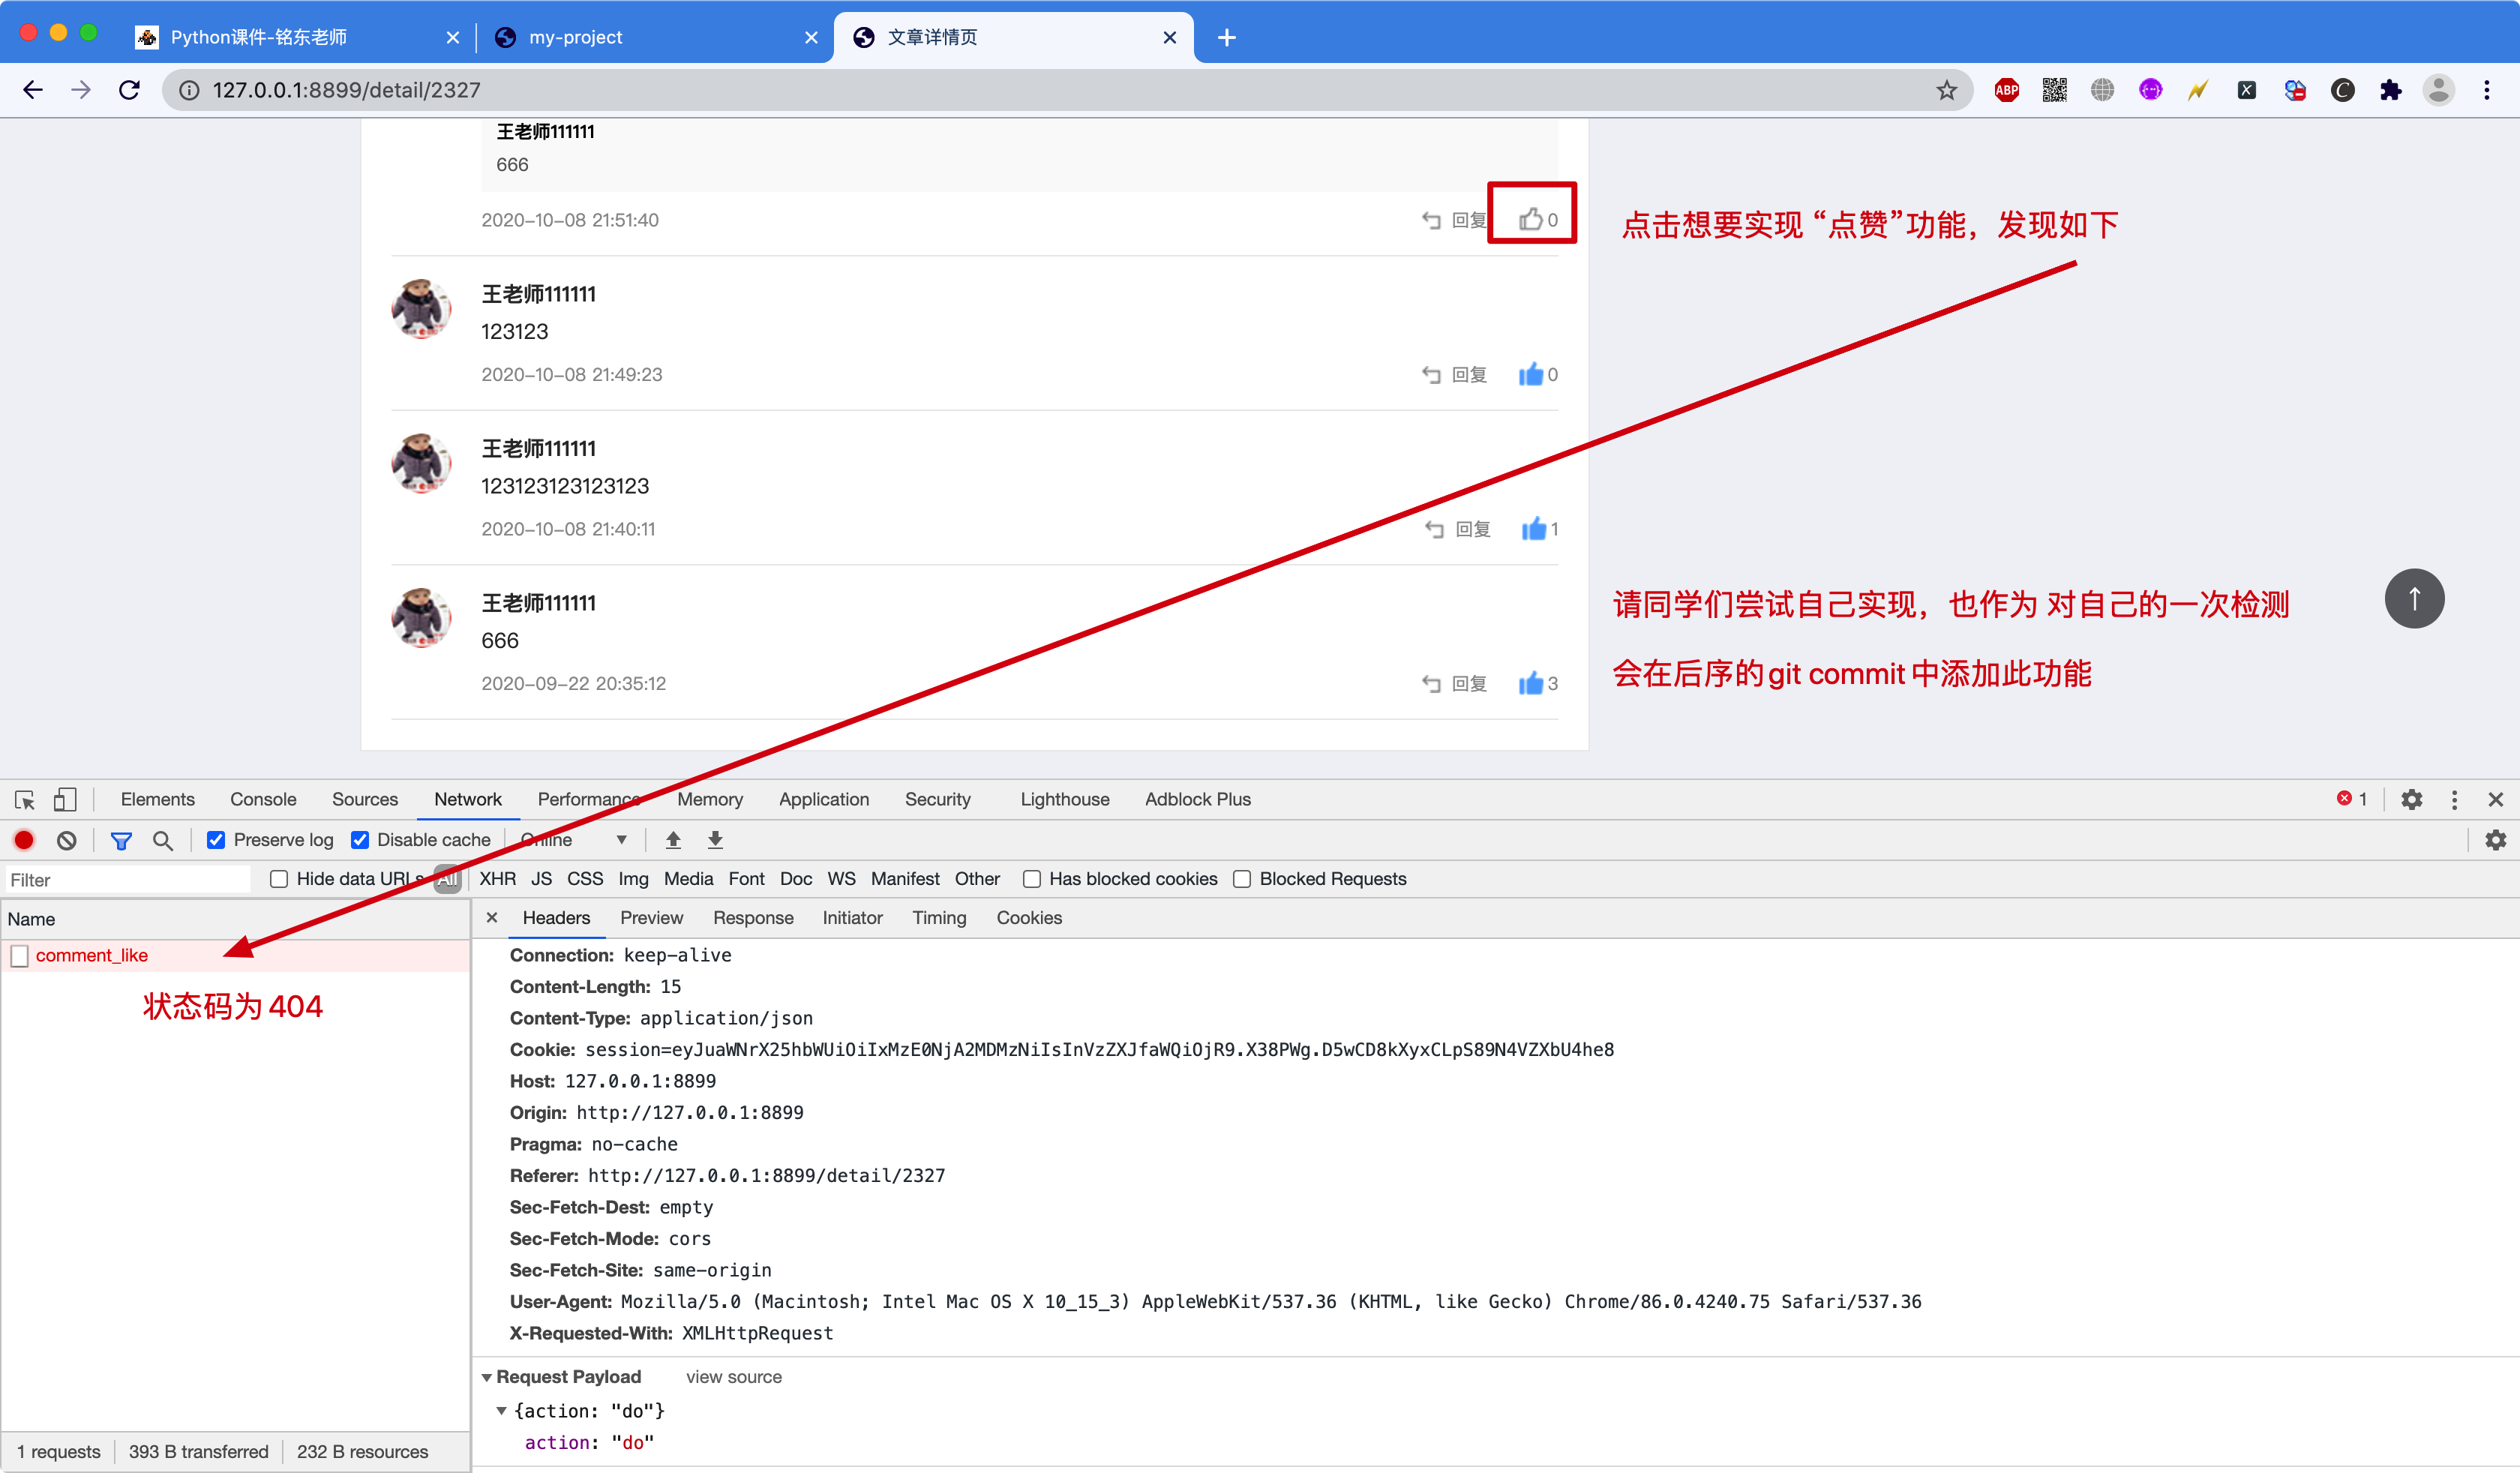 Python课件-铭东老师
my-project
文章详情页
127.0.0.1:8899/detail/2327
ABP
王老师111111
666
2020-10-08 21:51:40
回复
0
点击想要实现 “点赞”功能，发现如下
王老师111111
123123
2020-10-08 21:49:23
回复
0
王老师111111
123123123123123
2020-10-08 21:40:11
回复
1
王老师111111
666
2020-09-22 20:35:12
回复
3
请同学们尝试自己实现，也作为 对自己的一次检测
会在后序的git commit中添加此功能
Elements Console Sources Network Performance Memory Application Security Lighthouse Adblock Plus 1
Preserve log Disable cache Online
Filter Hide data URLs All XHR JS CSS Img Media Font Doc WS Manifest Other Has blocked cookies Blocked Requests
Name
Headers Preview Response Initiator Timing Cookies
comment_like
状态码为 404
Connection: keep-alive
Content-Length: 15
Content-Type: application/json
Cookie: session=eyJuaWNrX25hbWUiOiIxMzE0NjA2MDMzNiIsInVzZXJfaWQiOjR9.X38PWg.D5wCD8kXyxCLpS89N4VZXbU4he8
Host: 127.0.0.1:8899
Origin: http://127.0.0.1:8899
Pragma: no-cache
Referer: http://127.0.0.1:8899/detail/2327
Sec-Fetch-Dest: empty
Sec-Fetch-Mode: cors
Sec-Fetch-Site: same-origin
User-Agent: Mozilla/5.0 (Macintosh; Intel Mac OS X 10_15_3) AppleWebKit/537.36 (KHTML, like Gecko) Chrome/86.0.4240.75 Safari/537.36
X-Requested-With: XMLHttpRequest
Request Payload view source
{action: "do"}
action: "do"
1 requests 393 B transferred 232 B resources